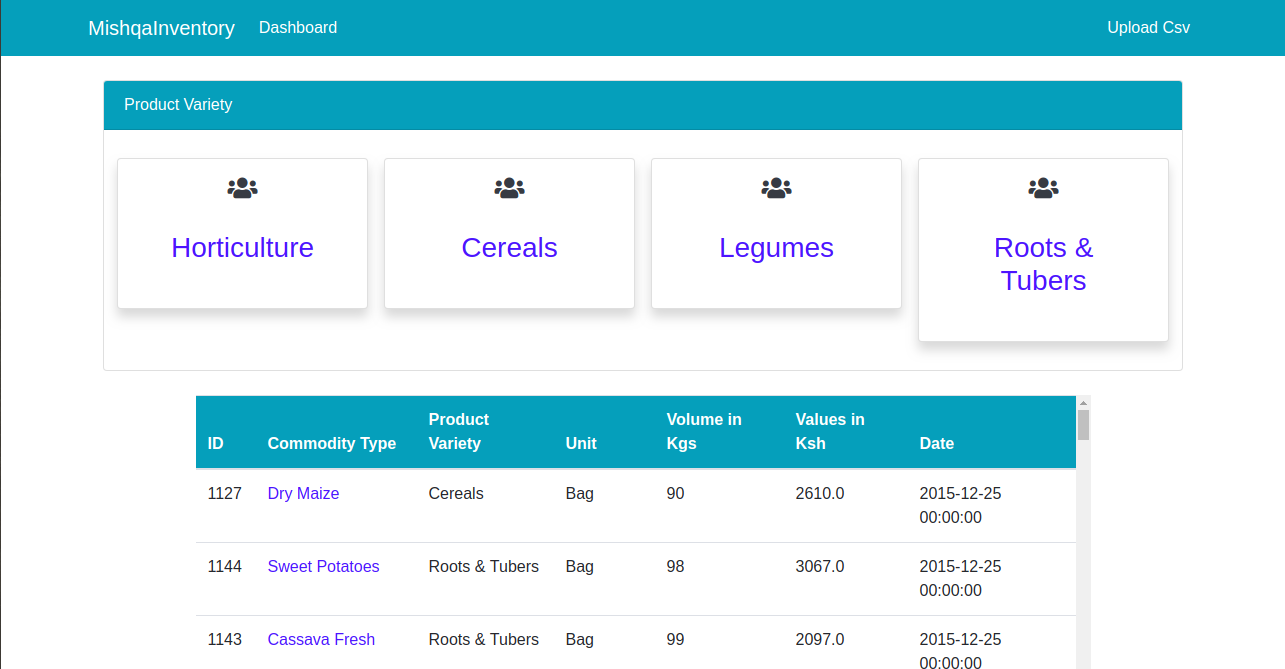 MishqaInventory Dashboard Upload Csv
Product Variety
Horticulture Cereals Legumes Roots &
Tubers
Product Volume in Values in
ID Commodity Type Variety Unit Kgs Ksh Date
1127 Dry Maize Cereals Bag 90 2610.0 2015-12-25
00:00:00
1144 Sweet Potatoes Roots & Tubers Bag 98 3067.0 2015-12-25
00:00:00
1143 Cassava Fresh Roots & Tubers Bag 99 2097.0 2015-12-25
00:00:00